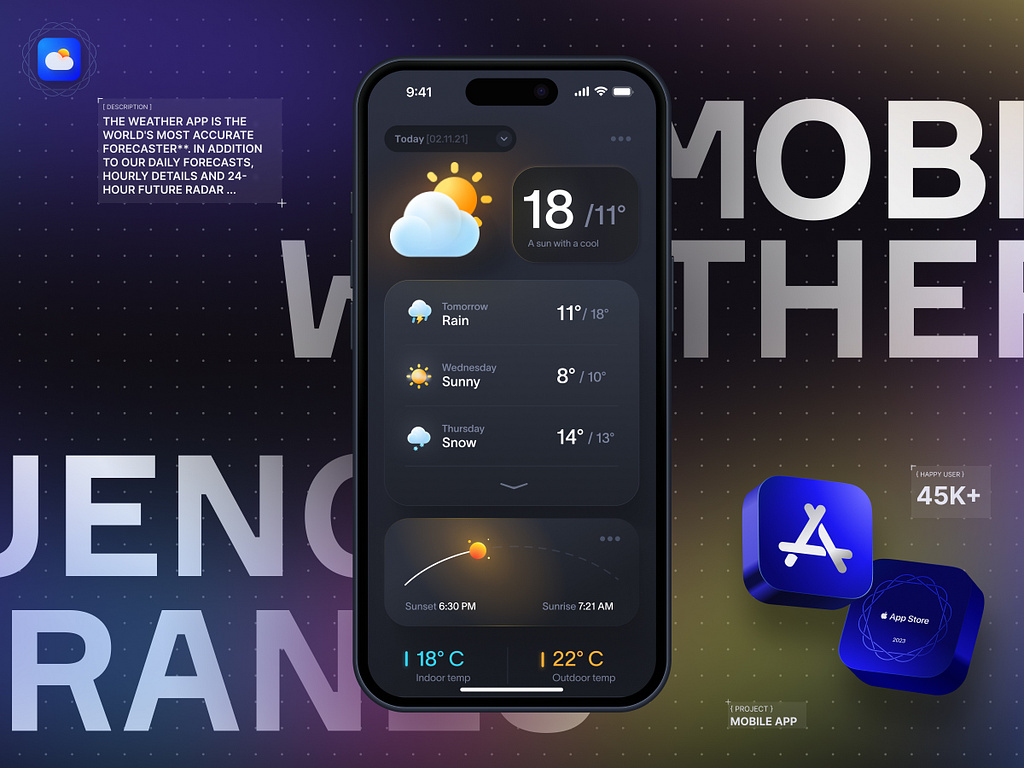 [ DESCRIPTION ]
THE WEATHER APP IS THE
WORLD'S MOST ACCURATE
FORECASTER**. IN ADDITION
TO OUR DAILY FORECASTS,
HOURLY DETAILS AND 24-
HOUR FUTURE RADAR ...
9:41
Today [02.11.21]
18 /11°
A sun with a cool
Tomorrow
Rain
11° / 18°
Wednesday
Sunny
8° / 10°
Thursday
Snow
14° / 13°
Sunset 6:30 PM
Sunrise 7:21 AM
18° C
Indoor temp
22° C
Outdoor temp
MOBI
W THER
UENC
RAN
{ HAPPY USER }
45K+
App Store
2023
{ PROJECT }
MOBILE APP